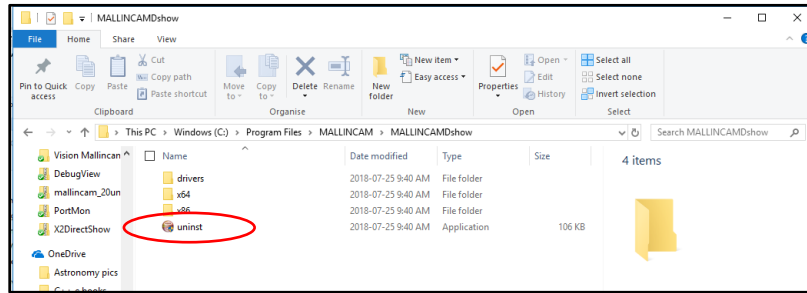 MALLINCAMDshow
File Home Share View
Pin to Quick access
Copy
Paste
Cut
Copy path
Paste shortcut
Clipboard
Move to
Copy to
Delete
Rename
Organise
New folder
New item
Easy access
New
Properties
Open
Edit
History
Open
Select all
Select none
Invert selection
Select
This PC > Windows (C:) > Program Files > MALLINCAM > MALLINCAMDshow
Search MALLINCAMDshow
Vision Mallincan
DebugView
mallincam_20un
PortMon
X2DirectShow
OneDrive
Astronomy pics
C++ e books
Name Date modified Type Size
drivers 2018-07-25 9:40 AM File folder
x64 2018-07-25 9:40 AM File folder
x86 2018-07-25 9:40 AM File folder
uninst 2018-07-25 9:40 AM Application 106 KB
4 items